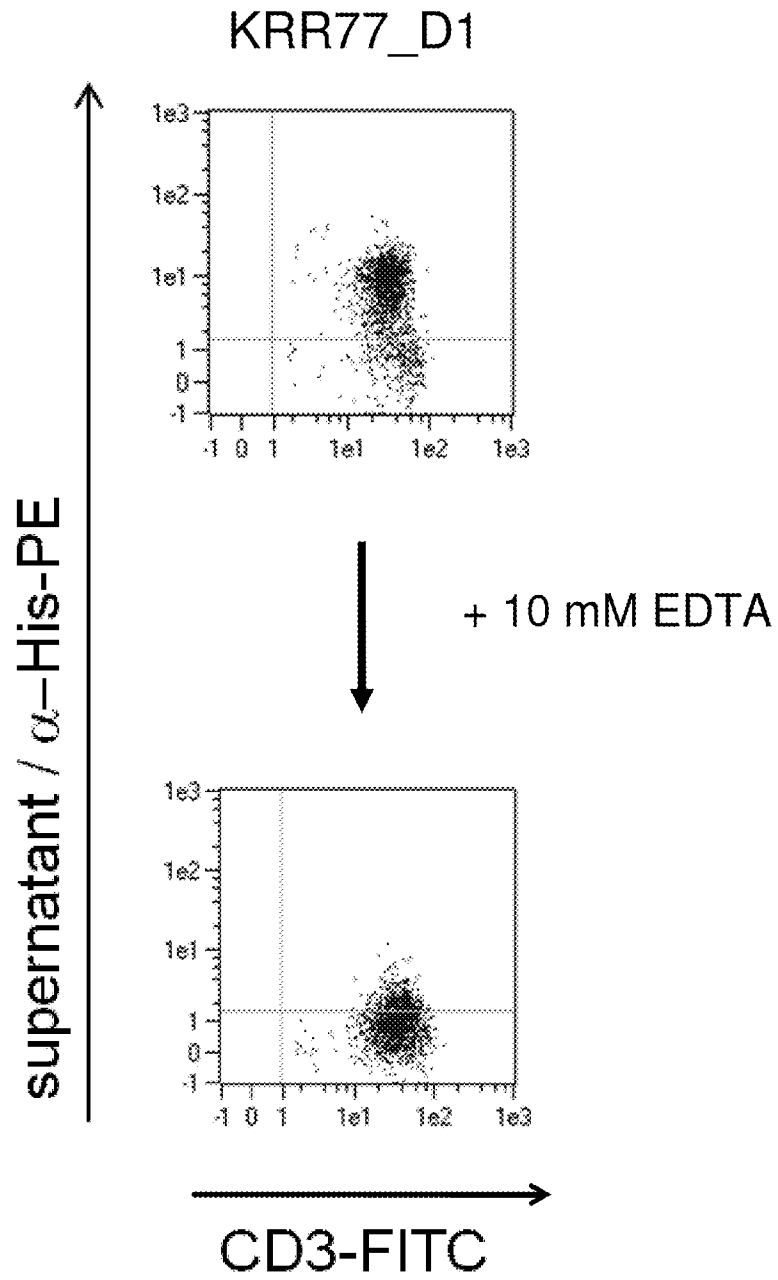 KRR77_D1
1e3
1e2
1e1
1
0
-1
-1 0 1 1e1 1e2 1e3
supernatant / α–His-PE
+ 10 mM EDTA
1e3
1e2
1e1
1
0
-1
-1 0 1 1e1 1e2 1e3
CD3-FITC